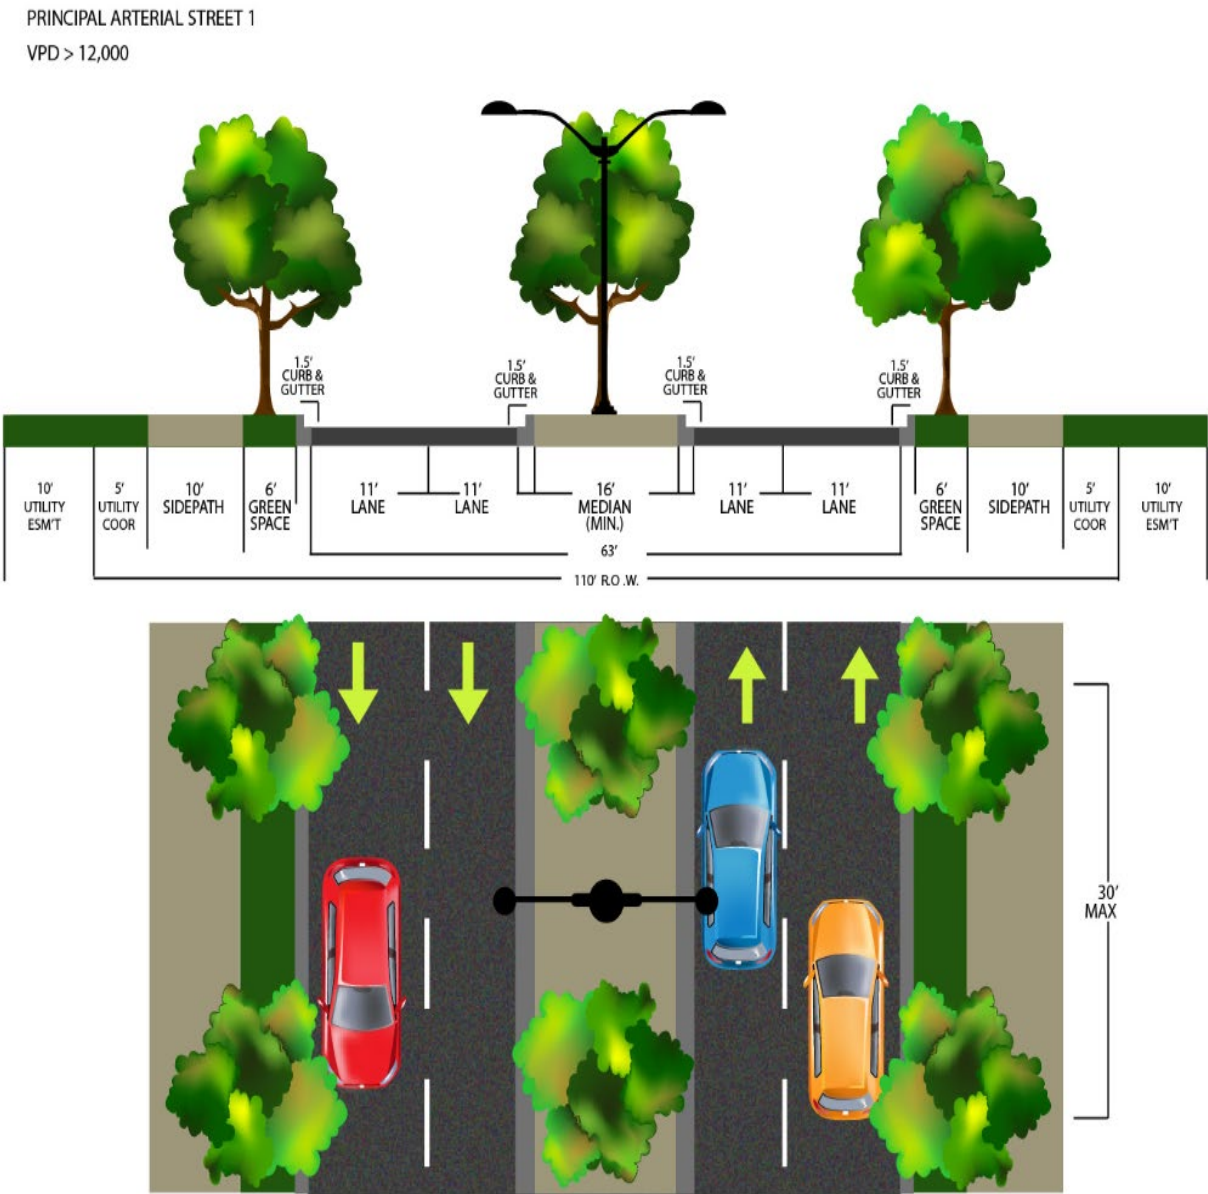 PRINCIPAL ARTERIAL STREET 1
VPD > 12,000
1.5'
CURB &
GUTTER
1.5'
CURB &
GUTTER
1.5'
CURB &
GUTTER
1.5'
CURB &
GUTTER
10'
UTILITY
ESM'T
5'
UTILITY
COOR
10'
SIDEPATH
6'
GREEN
SPACE
11'
LANE
11'
LANE
16'
MEDIAN
(MIN.)
11'
LANE
11'
LANE
6'
GREEN
SPACE
10'
SIDEPATH
5'
UTILITY
COOR
10'
UTILITY
ESM'T
63'
110' R.O .W.
30'
MAX